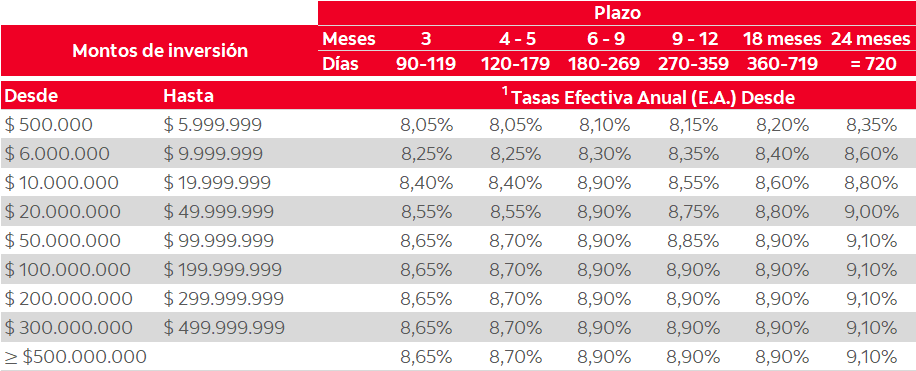 Plazo
Montos de inversión
Meses 3 4 - 5 6 - 9 9 - 12 18 meses 24 meses
Días 90-119 120-179 180-269 270-359 360-719 = 720
Desde Hasta 1 Tasas Efectiva Anual (E.A.) Desde
$ 500.000 $ 5.999.999 8,05% 8,05% 8,10% 8,15% 8,20% 8,35%
$ 6.000.000 $ 9.999.999 8,25% 8,25% 8,30% 8,35% 8,40% 8,60%
$ 10.000.000 $ 19.999.999 8,40% 8,40% 8,90% 8,55% 8,60% 8,80%
$ 20.000.000 $ 49.999.999 8,55% 8,55% 8,90% 8,75% 8,80% 9,00%
$ 50.000.000 $ 99.999.999 8,65% 8,70% 8,90% 8,85% 8,90% 9,10%
$ 100.000.000 $ 199.999.999 8,65% 8,70% 8,90% 8,90% 8,90% 9,10%
$ 200.000.000 $ 299.999.999 8,65% 8,70% 8,90% 8,90% 8,90% 9,10%
$ 300.000.000 $ 499.999.999 8,65% 8,70% 8,90% 8,90% 8,90% 9,10%
≥ $500.000.000 8,65% 8,70% 8,90% 8,90% 8,90% 9,10%